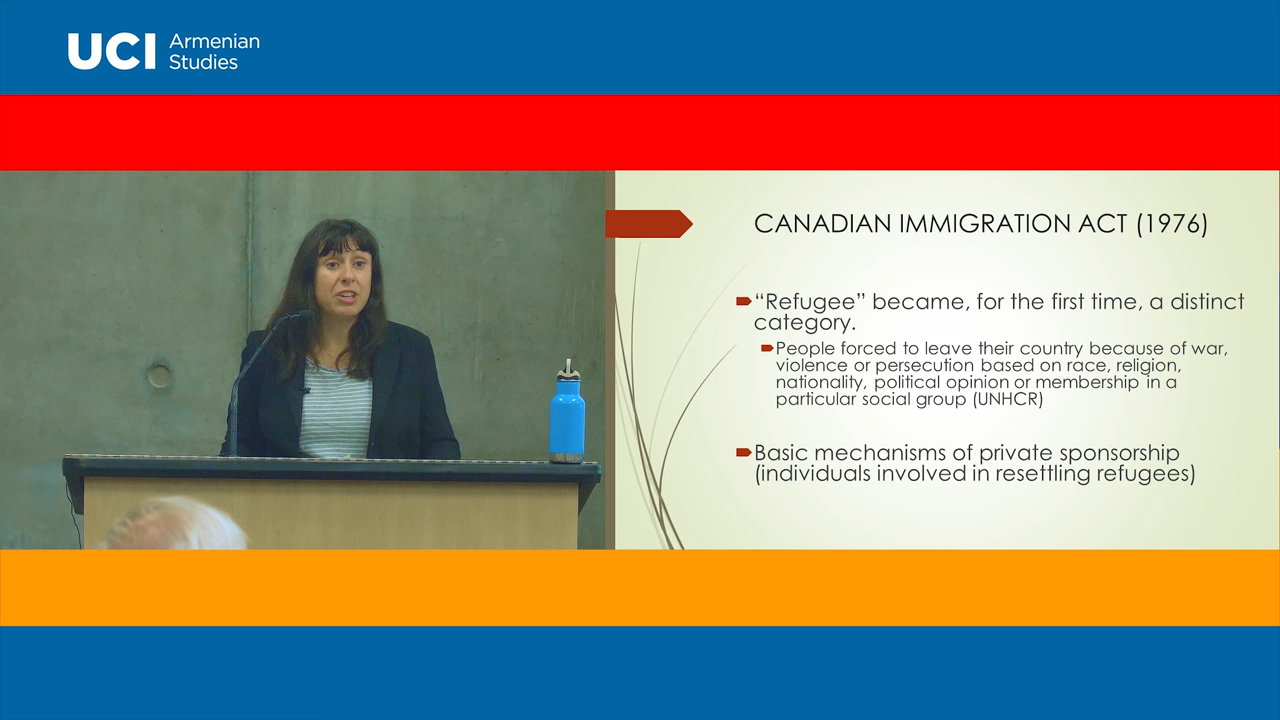 UCI Armenian
Studies
CANADIAN IMMIGRATION ACT (1976)
“Refugee” became, for the first time, a distinct
category.
People forced to leave their country because of war,
violence or persecution based on race, religion,
nationality, political opinion or membership in a
particular social group (UNHCR)
Basic mechanisms of private sponsorship
(individuals involved in resettling refugees)